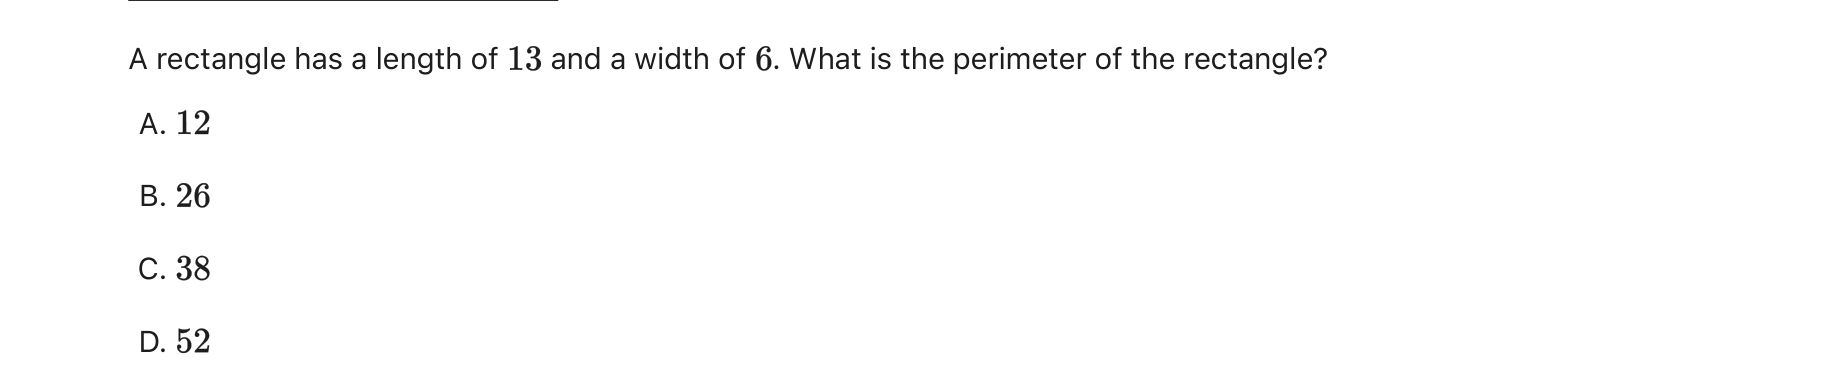 A rectangle has a length of 13 and a width of 6. What is the perimeter of the rectangle?
A. 12
B. 26
C. 38
D. 52